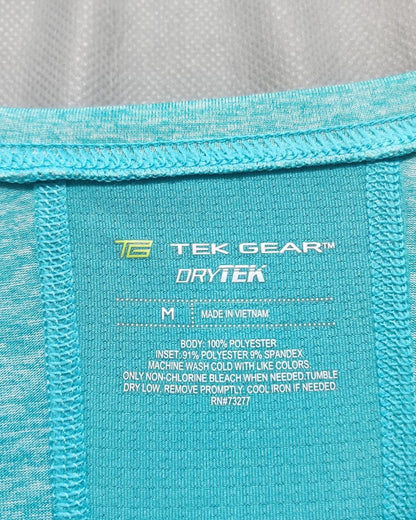 TG TEK GEAR™
DRYTEK
M MADE IN VIETNAM
BODY: 100% POLYESTER
INSET: 91% POLYESTER 9% SPANDEX
MACHINE WASH COLD WITH LIKE COLORS.
ONLY NON-CHLORINE BLEACH WHEN NEEDED.TUMBLE
DRY LOW. REMOVE PROMPTLY. COOL IRON IF NEEDED
RN#73277